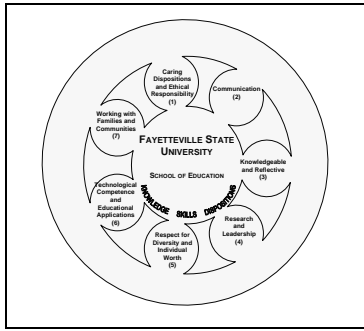 Caring
Dispositions
and Ethical
Responsibility
(1)
Communication
(2)
Working with
Families and
Communities
(7)
FAYETTEVILLE STATE
UNIVERSITY
SCHOOL OF EDUCATION
Knowledgeable
and Reflective
(3)
Technological
Competence
and
Educational
Applications
(6)
KNOWLEDGE SKILLS DISPOSITIONS
Research
and
Leadership
(4)
Respect for
Diversity and
Individual
Worth
(5)